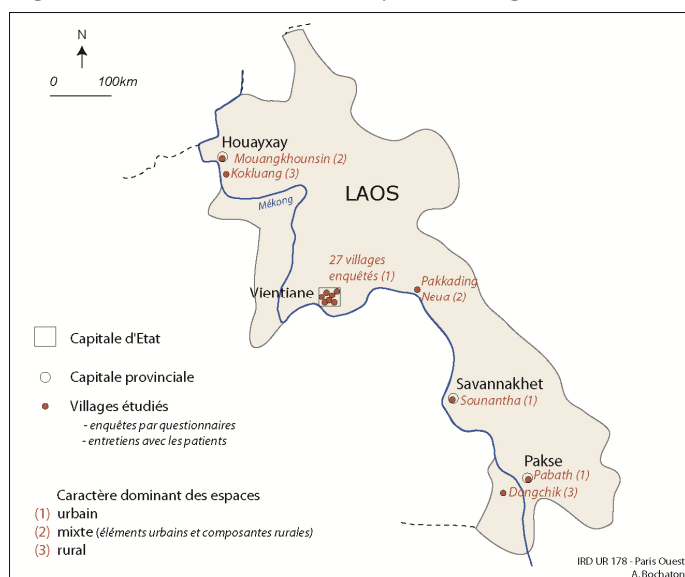 N
0 100km
Houayxay
Mouangkhounsin (2)
Kokluang (3)
Mékong
LAOS
27 villages
enquêtés (1)
Vientiane
Pakkading
Neua (2)
Capitale d'Etat
Capitale provinciale
Villages étudiés
- enquêtes par questionnaires
- entretiens avec les patients
Savannakhet
Sounantha (1)
Pakse
Pabath (1)
Dongchik (3)
Caractère dominant des espaces
(1) urbain
(2) mixte (éléments urbains et composantes rurales)
(3) rural
IRD UR 178 - Paris Ouest
A. Bochaton